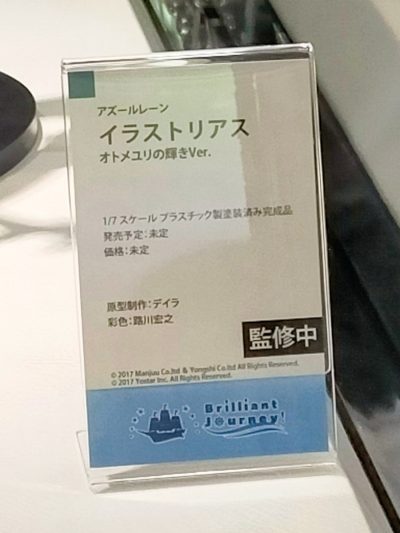 アズールレーン
イラストリアス
オトメユリの輝きVer.
1/7 スケール プラスチック製塗装済み完成品
発売予定：未定
価格：未定
原型制作：デイラ
彩色：路川宏之
監修中
© 2017 Manjuu Co.ltd & Yongshi Co.ltd All Rights Reserved.
© 2017 Yostar Inc. All Rights Reserved.
Brilliant
Journey!